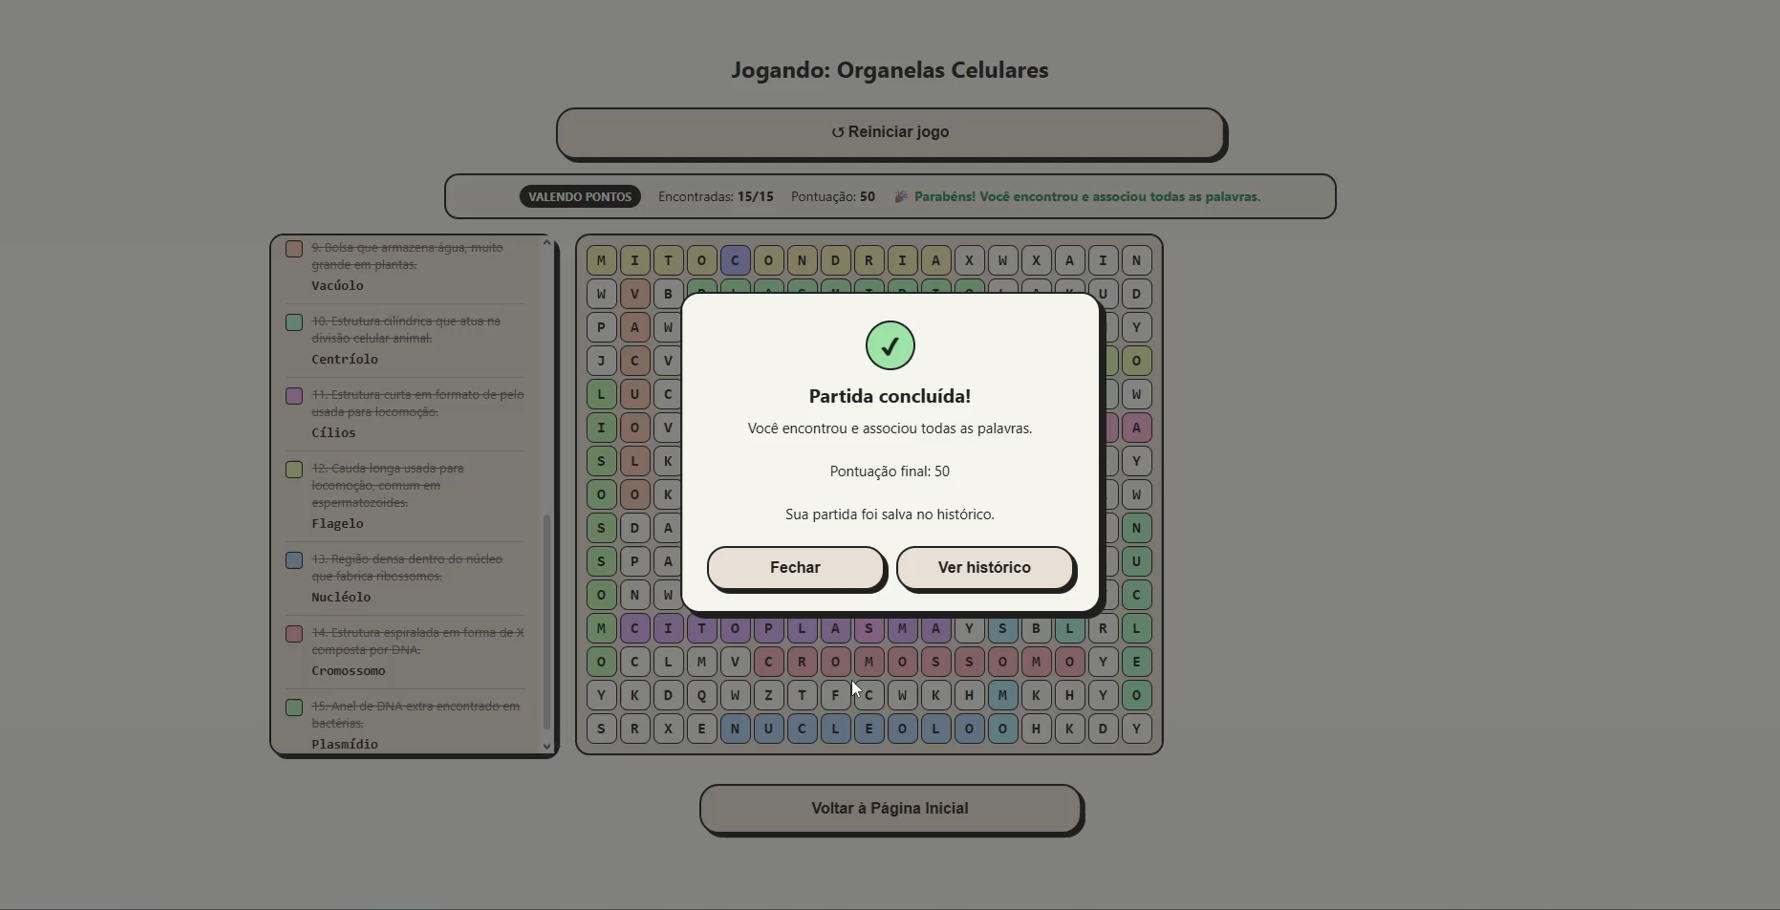 Jogando: Organelas Celulares
↺ Reiniciar jogo
VALENDO PONTOS Encontradas: 15/15 Pontuação: 50 🎉 Parabéns! Você encontrou e associou todas as palavras.
9. Bolsa que armazena água, muito
grande em plantas.
Vacúolo
10. Estrutura cilíndrica que atua na
divisão celular animal.
Centríolo
11. Estrutura curta em formato de pelo
usada para locomoção.
Cílios
12. Cauda longa usada para
locomoção, comum em
espermatozoides.
Flagelo
13. Região densa dentro do núcleo
que fabrica ribossomos.
Nucléolo
14. Estrutura espiralada em forma de X
composta por DNA.
Cromossomo
15. Anel de DNA extra encontrado em
bactérias.
Plasmídio
M I T O C O N D R I A X W X A I N
W V B U D
P A W Y
J C V O
L U C W
I O V A
S L K Y
O O K W
S D A N
S P A U
O N W C
M C I T O P L A S M A Y S B L R L
O C L M V C R O M O S S O M O Y E
Y K D Q W Z T F C W K H M K H Y O
S R X E N U C L E O L O O H K D Y
✓
Partida concluída!
Você encontrou e associou todas as palavras.
Pontuação final: 50
Sua partida foi salva no histórico.
Fechar Ver histórico
Voltar à Página Inicial